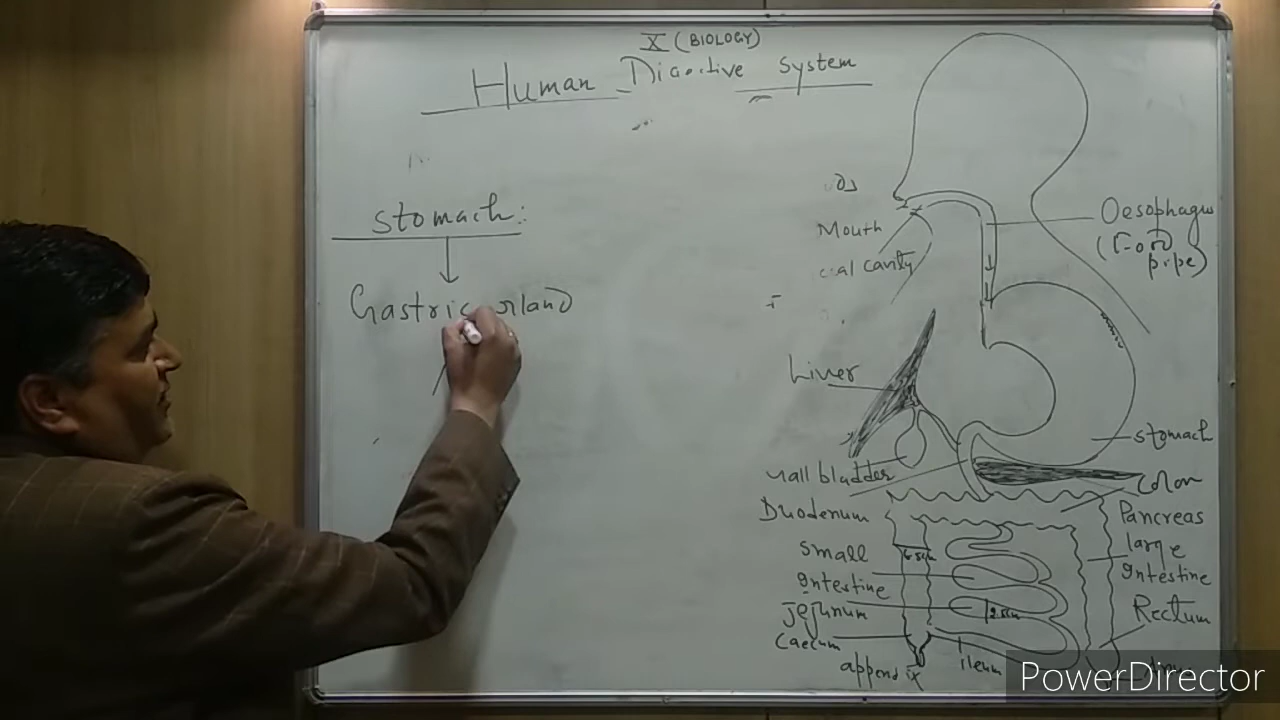 X (BIOLOGY)
Human Digestive System
Stomach:
Gastric gland
Mouth
cavity
Oesophagus
(Food
pipe)
Liver
stomach
Gall bladder
Colon
Duodenum
Pancreas
small
Intestine
large
Intestine
Jejunum
Rectum
Caecum
appendix
ileum
PowerDirector